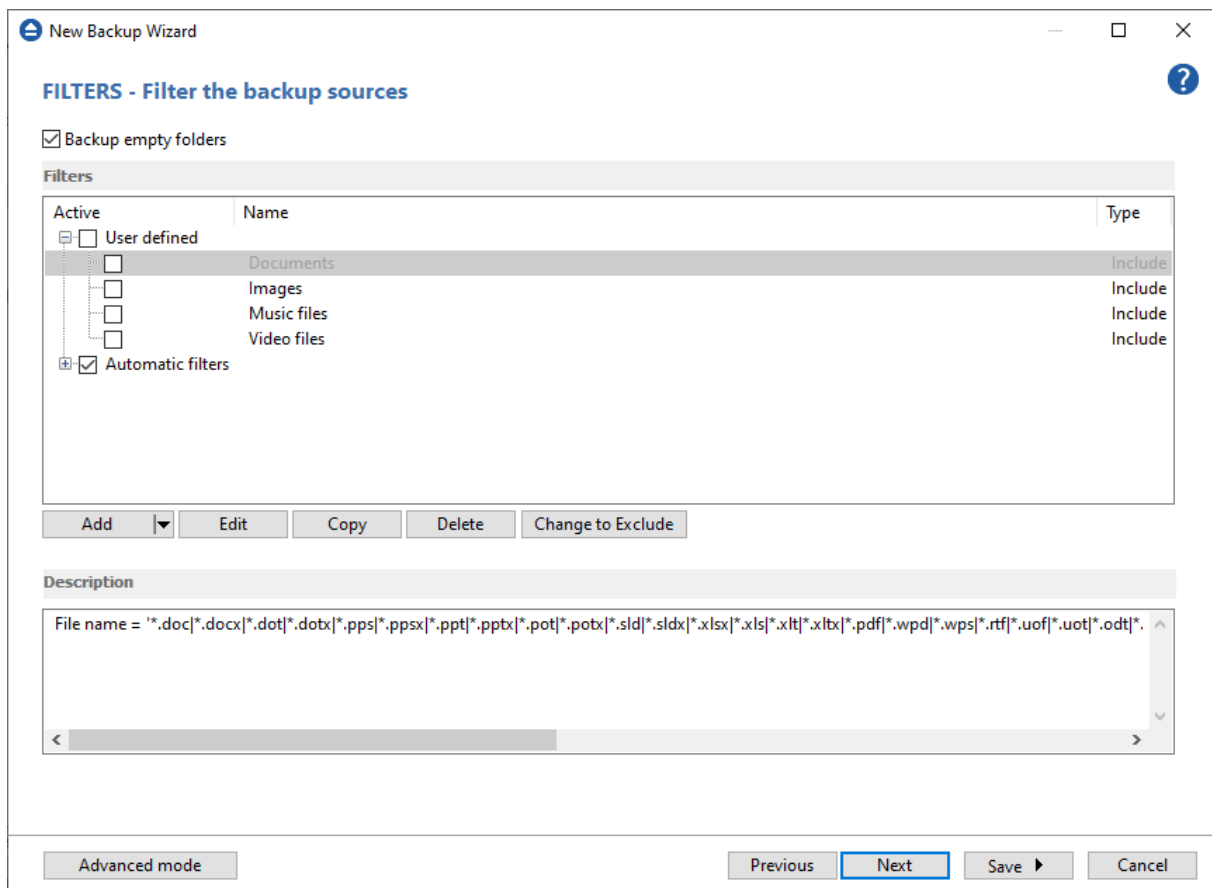 New Backup Wizard
FILTERS - Filter the backup sources
?
Backup empty folders
Filters
Active Name Type
User defined
Documents Include
Images Include
Music files Include
Video files Include
Automatic filters
Add Edit Copy Delete Change to Exclude
Description
File name = '*.doc|*.docx|*.dot|*.dotx|*.pps|*.ppsx|*.ppt|*.pptx|*.pot|*.potx|*.sld|*.sldx|*.xlsx|*.xls|*.xlt|*.xltx|*.pdf|*.wpd|*.wps|*.rtf|*.uof|*.uot|*.odt|*.
Advanced mode Previous Next Save Cancel